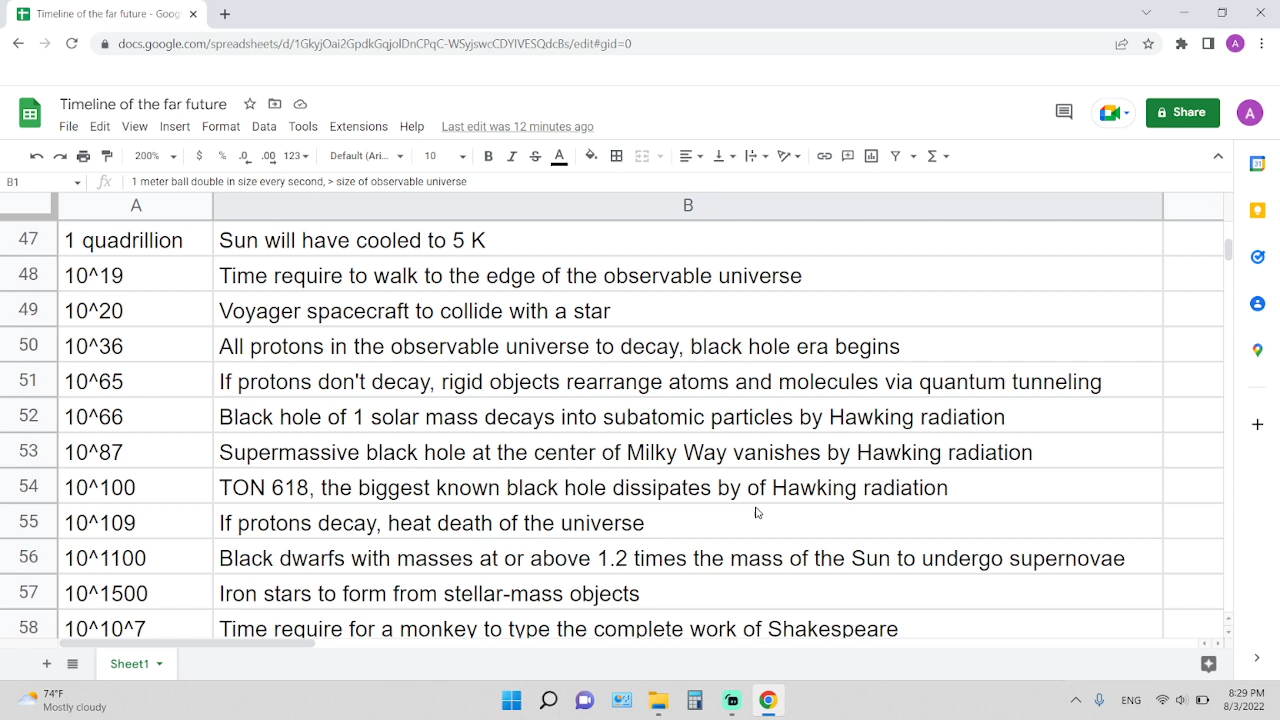 Timeline of the far future - Goog
docs.google.com/spreadsheets/d/1GkyjOai2GpdkGqjolDnCPqC-WSyjswcCDYIVESQdcBs/edit#gid=0
A
Timeline of the far future
Share
A
File Edit View Insert Format Data Tools Extensions Help Last edit was 12 minutes ago
200% $ % .0 .00 123 Default (Ari... 10 B I S A
31
B1 fx 1 meter ball double in size every second, > size of observable universe
A B
47 1 quadrillion Sun will have cooled to 5 K
48 10^19 Time require to walk to the edge of the observable universe
49 10^20 Voyager spacecraft to collide with a star
50 10^36 All protons in the observable universe to decay, black hole era begins
51 10^65 If protons don't decay, rigid objects rearrange atoms and molecules via quantum tunneling
52 10^66 Black hole of 1 solar mass decays into subatomic particles by Hawking radiation
53 10^87 Supermassive black hole at the center of Milky Way vanishes by Hawking radiation
54 10^100 TON 618, the biggest known black hole dissipates by of Hawking radiation
55 10^109 If protons decay, heat death of the universe
56 10^1100 Black dwarfs with masses at or above 1.2 times the mass of the Sun to undergo supernovae
57 10^1500 Iron stars to form from stellar-mass objects
58 10^10^7 Time require for a monkey to type the complete work of Shakespeare
Sheet1
74°F
Mostly cloudy
ENG
8:29 PM
8/3/2022